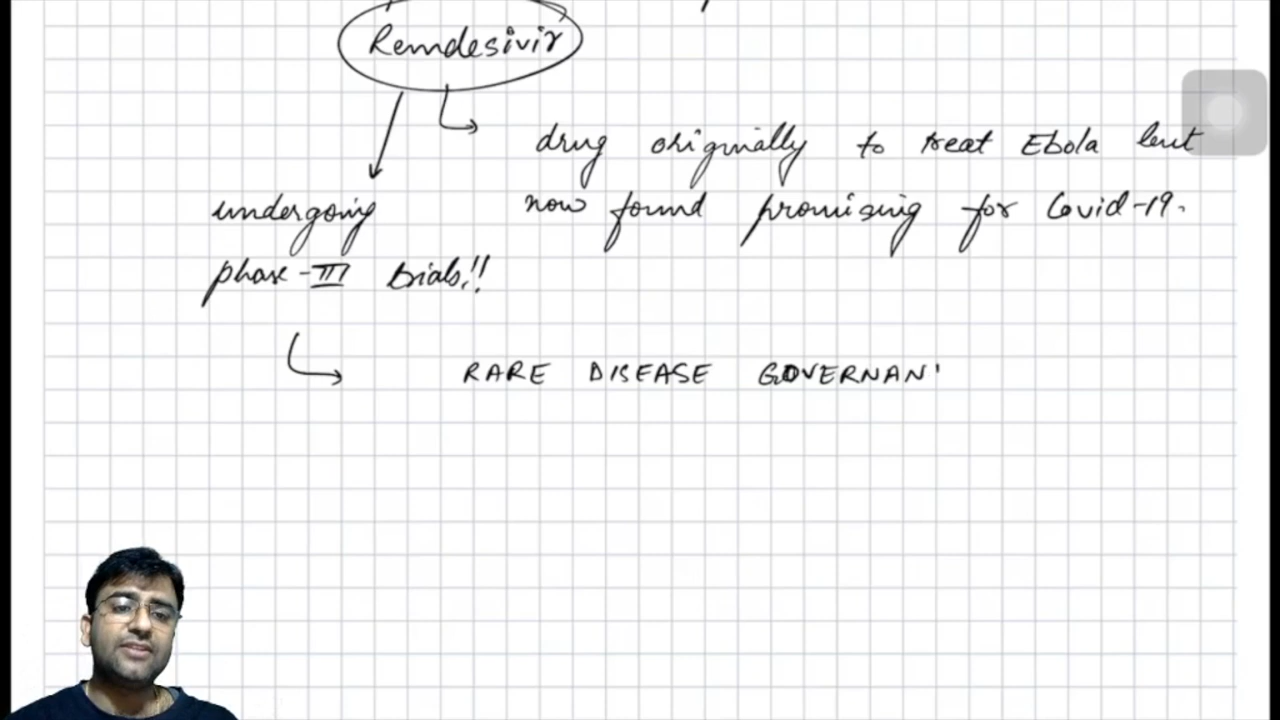 Remdesivir
drug originally to treat Ebola but
undergoing now found promising for Covid-19.
phase-III trials!!
RARE DISEASE GOVERNAN